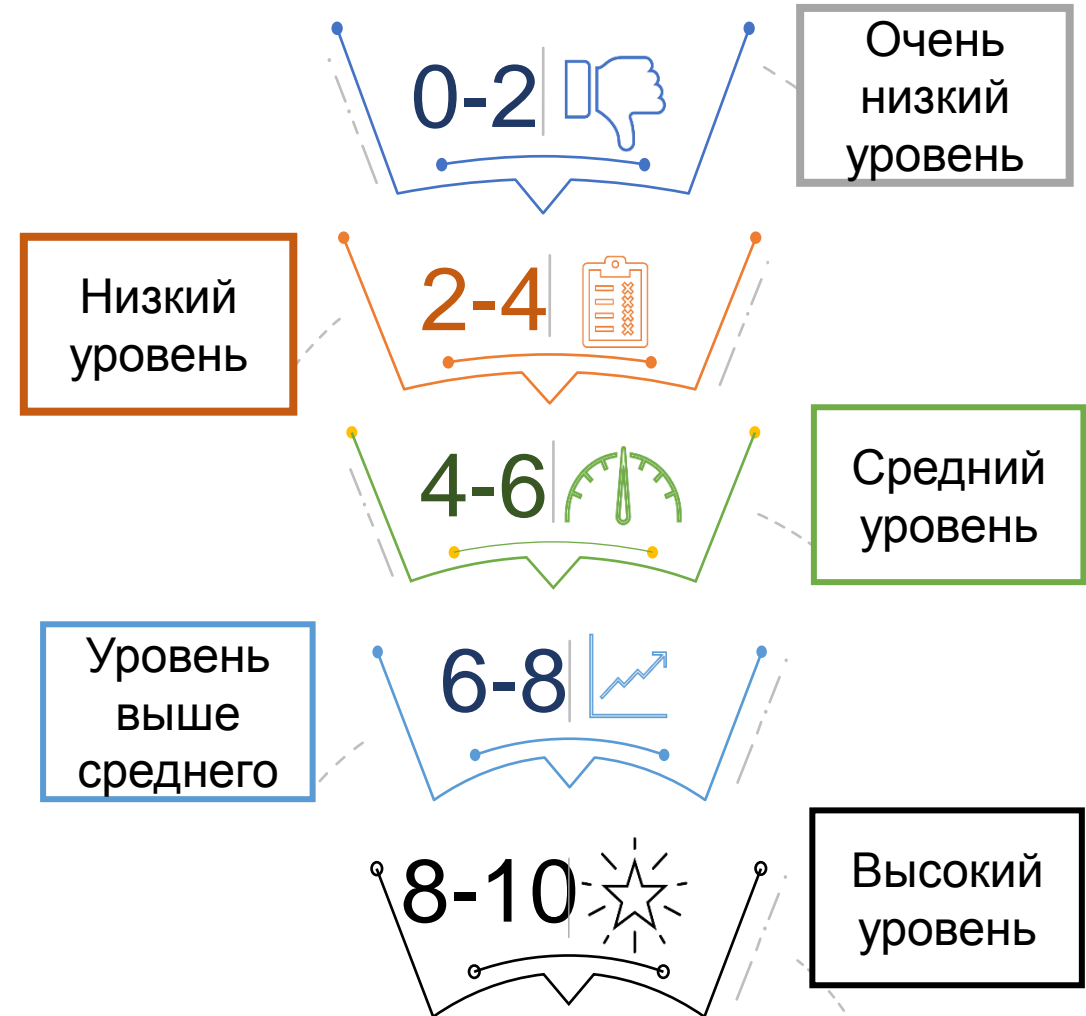 0-2
Очень
низкий
уровень
Низкий
уровень
2-4
4-6
Средний
уровень
Уровень
выше
среднего
6-8
8-10
Высокий
уровень